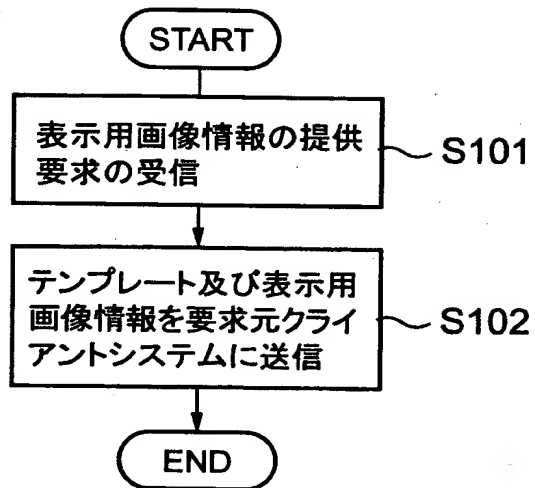 START
表示用画像情報の提供
要求の受信
S101
テンプレート及び表示用
画像情報を要求元クライ
アントシステムに送信
S102
END